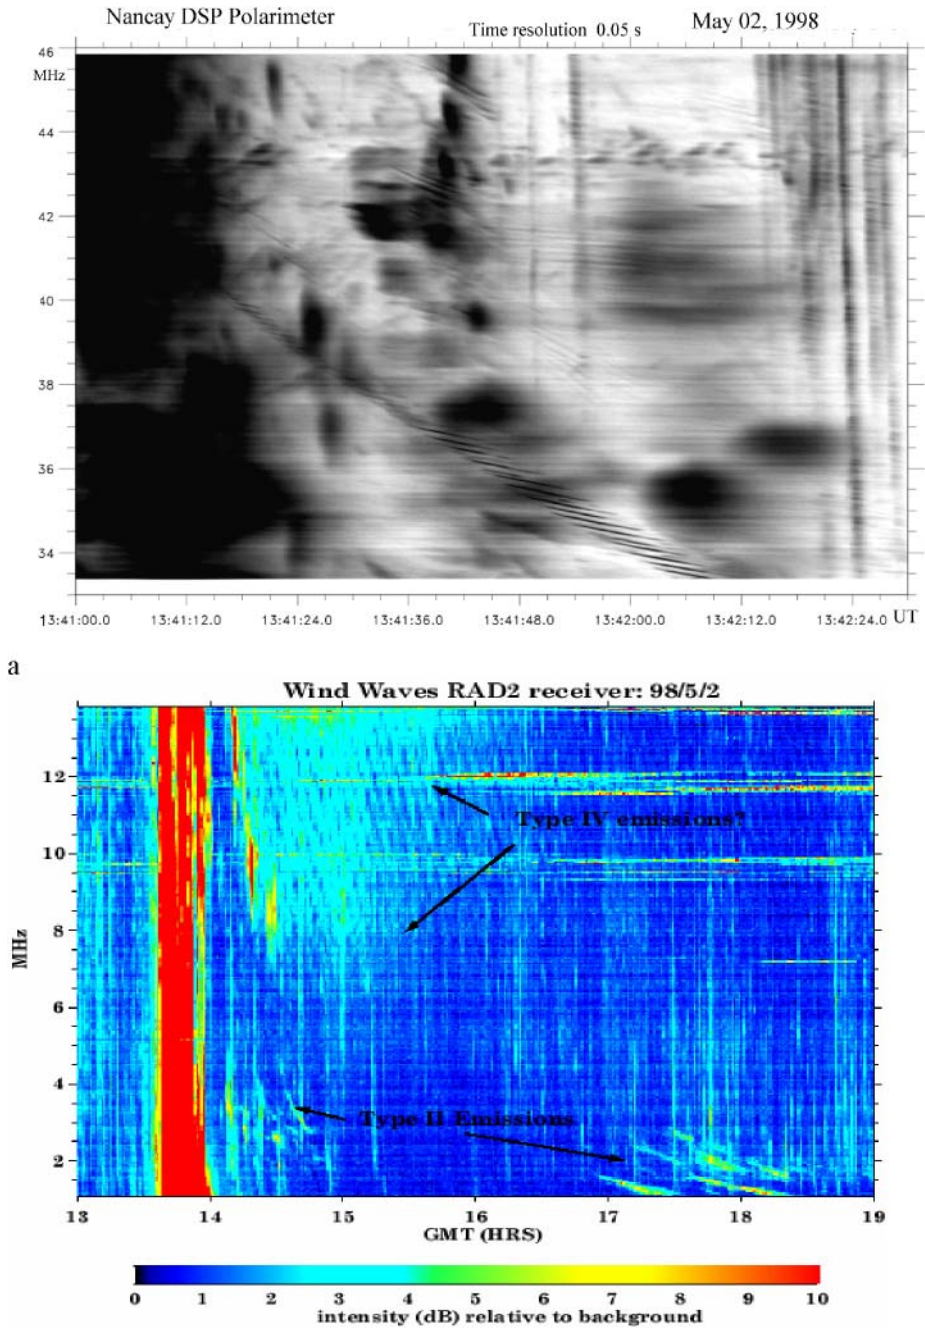 Nancay DSP Polarimeter
Time resolution 0.05 s
May 02, 1998
46
MHz
44
42
40
38
36
34
13:41:00.0 13:41:12.0 13:41:24.0 13:41:36.0 13:41:48.0 13:42:00.0 13:42:12.0 13:42:24.0 UT
a
Wind Waves RAD2 receiver: 98/5/2
12
Type IV emissions?
10
8
MHz
6
4
Type II Emissions
2
13 14 15 16 17 18 19
GMT (HRS)
0 1 2 3 4 5 6 7 8 9 10
intensity (dB) relative to background